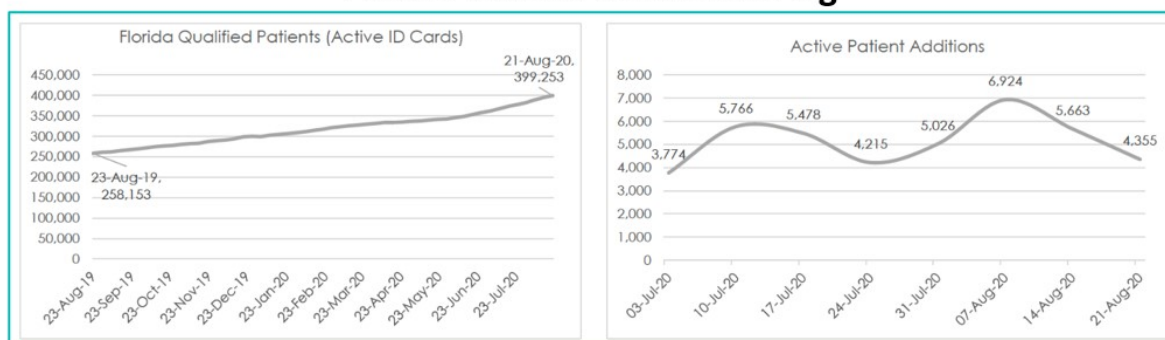 Florida Qualified Patients (Active ID Cards)
21-Aug-20,
399,253
450,000
400,000
350,000
300,000
250,000
200,000
150,000
100,000
50,000
0
23-Aug-19,
258,153
23-Aug-19
23-Sep-19
23-Oct-19
23-Nov-19
23-Dec-19
23-Jan-20
23-Feb-20
23-Mar-20
23-Apr-20
23-May-20
23-Jun-20
23-Jul-20
Active Patient Additions
8,000
7,000
6,000
5,000
4,000
3,000
2,000
1,000
0
3,774
5,766
5,478
4,215
5,026
6,924
5,663
4,355
03-Jul-20
10-Jul-20
17-Jul-20
24-Jul-20
31-Jul-20
07-Aug-20
14-Aug-20
21-Aug-20